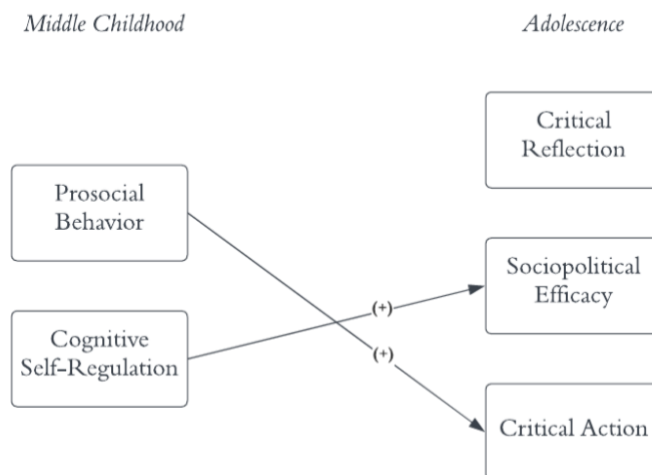 Middle Childhood
Adolescence
Critical
Reflection
Prosocial
Behavior
Sociopolitical
Efficacy
(+)
Cognitive
Self-Regulation
(+)
Critical Action